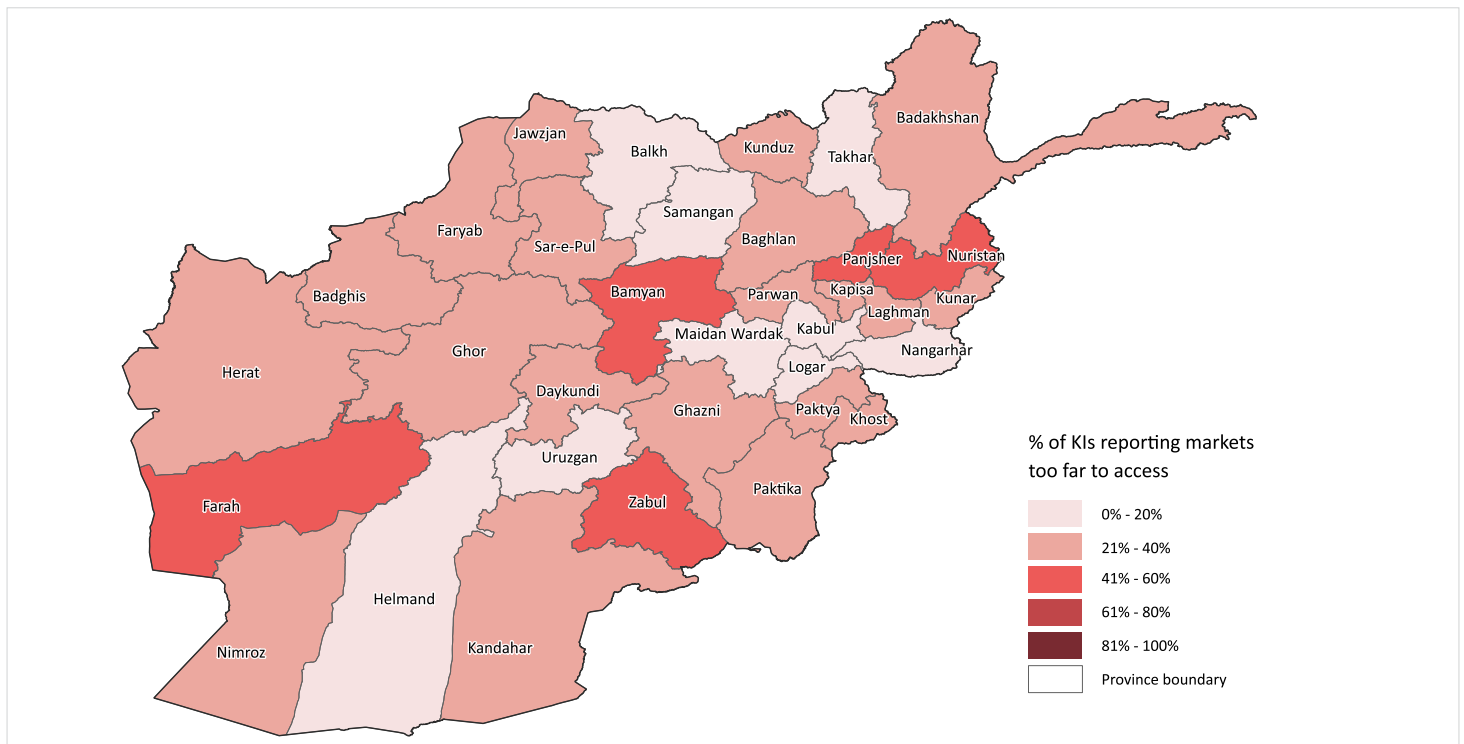 Badakhshan
Jawzjan
Balkh
Kunduz
Takhar
Samangan
Faryab
Sar-e-Pul
Baghlan
Panjsher
Nuristan
Badghis
Bamyan
Parwan
Kapisa
Kunar
Laghman
Maidan Wardak
Kabul
Ghor
Nangarhar
Herat
Logar
Daykundi
Ghazni
Paktya
Khost
Uruzgan
Farah
Zabul
Paktika
Helmand
Nimroz
Kandahar
% of KIs reporting markets
too far to access
0% - 20%
21% - 40%
41% - 60%
61% - 80%
81% - 100%
Province boundary